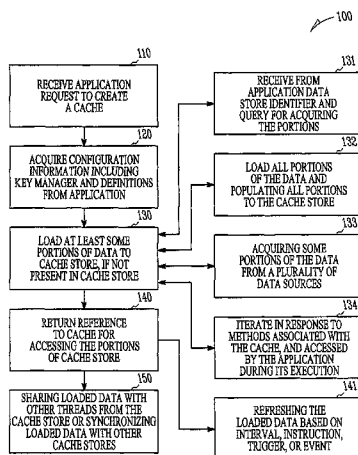 100
110
RECEIVE APPLICATION
REQUEST TO CREATE
A CACHE
120
ACQUIRE CONFIGURATION
INFORMATION INCLUDING
KEY MANAGER AND DEFINITIONS
FROM APPLICATION
130
LOAD AT LEAST SOME
PORTIONS OF DATA TO
CACHE STORE, IF NOT
PRESENT IN CACHE STORE
140
RETURN REFERENCE
TO CACHE FOR
ACCESSING THE PORTIONS
OF CACHE STORE
150
SHARING LOADED DATA WITH
OTHER THREADS FROM THE
CACHE STORE OR SYNCHRONIZING
LOADED DATA WITH OTHER
CACHE STORES
131
RECEIVE FROM
APPLICATION DATA
STORE IDENTIFIER AND
QUERY FOR ACQUIRING
THE PORTIONS
132
LOAD ALL PORTIONS
OF THE DATA AND
POPULATING ALL PORTIONS
TO THE CACHE STORE
133
ACQUIRING SOME
PORTIONS OF THE DATA
FROM A PLURALITY OF
DATA SOURCES
134
ITERATE IN RESPONSE TO
METHODS ASSOCIATED WITH
THE CACHE, AND ACCESSED
BY THE APPLICATION
DURING ITS EXECUTION
141
REFRESHING THE
LOADED DATA BASED ON
INTERVAL, INSTRUCTION,
TRIGGER, OR EVENT